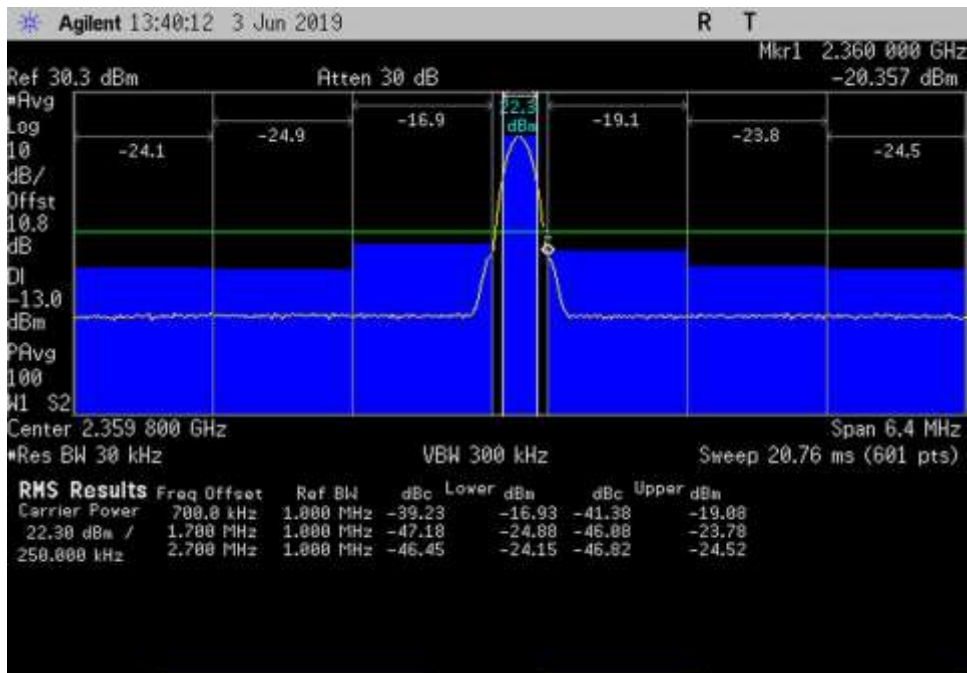 Agilent 13:40:12 3 Jun 2019 R T
Mkr1 2.360 000 GHz
Ref 30.3 dBm Atten 30 dB -20.357 dBm
#Avg
Log
10
dB/
Offst
10.8
dB
DI
-13.0
dBm
PAvg
100
W1 S2
-24.1 -24.9 -16.9 22.3 dBm -19.1 -23.8 -24.5
1
Center 2.359 800 GHz Span 6.4 MHz
#Res BW 30 kHz VBW 300 kHz Sweep 20.76 ms (601 pts)
RMS Results Freq Offset Ref BW dBc Lower dBm dBc Upper dBm
Carrier Power 700.0 kHz 1.000 MHz -39.23 -16.93 -41.38 -19.08
22.30 dBm / 1.700 MHz 1.000 MHz -47.18 -24.88 -46.08 -23.78
250.000 kHz 2.700 MHz 1.000 MHz -46.45 -24.15 -46.82 -24.52